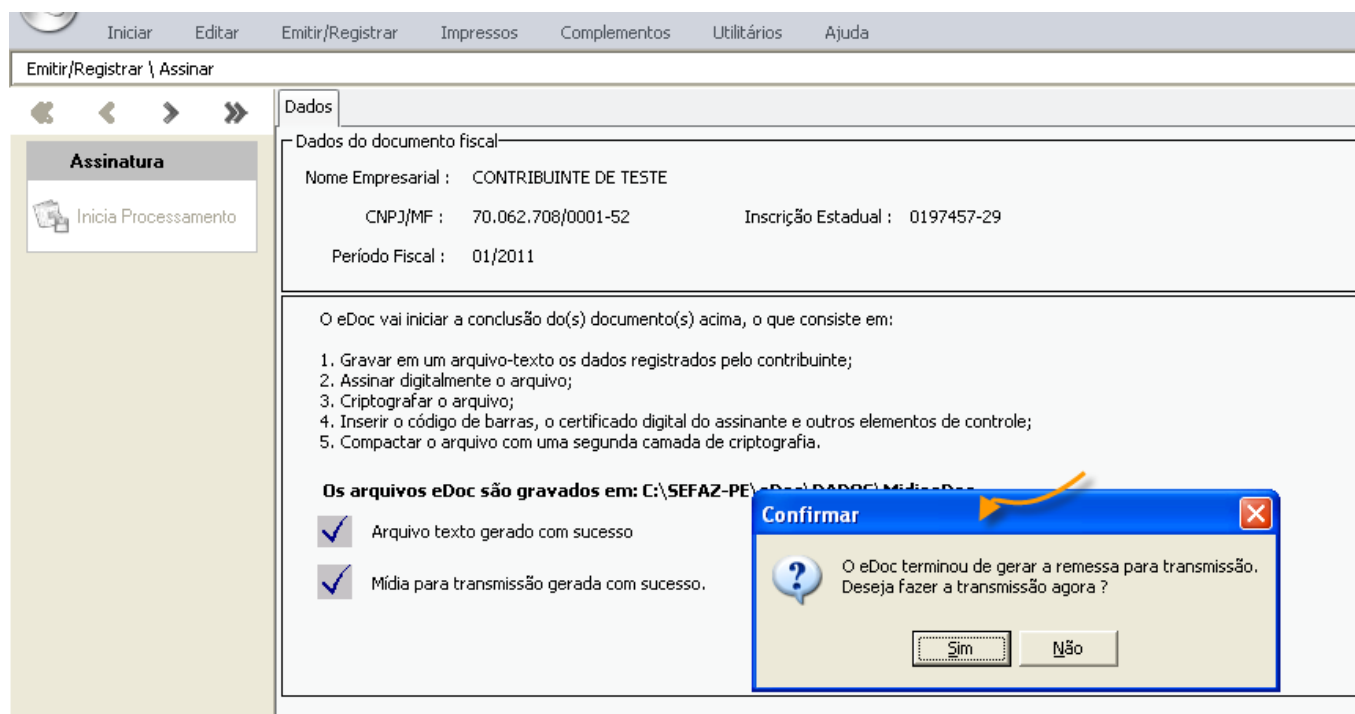 Iniciar Editar Emitir/Registrar Impressos Complementos Utilitários Ajuda
Emitir/Registrar \ Assinar
Dados
Assinatura
Inicia Processamento
Dados do documento fiscal
Nome Empresarial : CONTRIBUINTE DE TESTE
CNPJ/MF : 70.062.708/0001-52 Inscrição Estadual : 0197457-29
Período Fiscal : 01/2011
O eDoc vai iniciar a conclusão do(s) documento(s) acima, o que consiste em:
1. Gravar em um arquivo-texto os dados registrados pelo contribuinte;
2. Assinar digitalmente o arquivo;
3. Criptografar o arquivo;
4. Inserir o código de barras, o certificado digital do assinante e outros elementos de controle;
5. Compactar o arquivo com uma segunda camada de criptografia.
Os arquivos eDoc são gravados em: C:\SEFAZ-PE\
Arquivo texto gerado com sucesso
Mídia para transmissão gerada com sucesso.
Confirmar
O eDoc terminou de gerar a remessa para transmissão.
Deseja fazer a transmissão agora ?
Sim Não